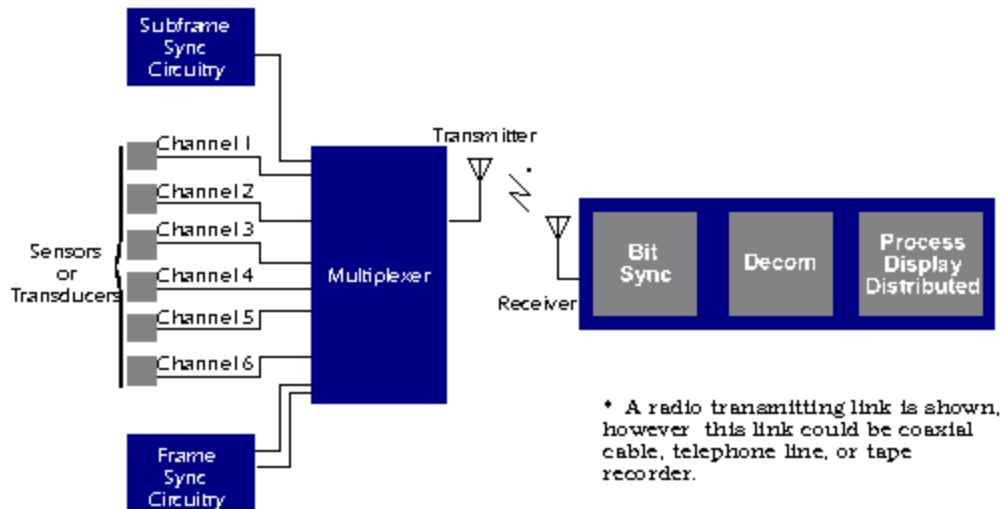 Subframe
Sync
Circuitry
Transmitter
Channel 1
Channel 2
Channel 3
Channel 4
Channel 5
Channel 6
Sensors
or
Transducers
Multiplexer
Receiver
Bit
Sync
Decom
Process
Display
Distributed
Frame
Sync
Circuitry
* A radio transmitting link is shown,
however this link could be coaxial
cable, telephone line, or tape
recorder.